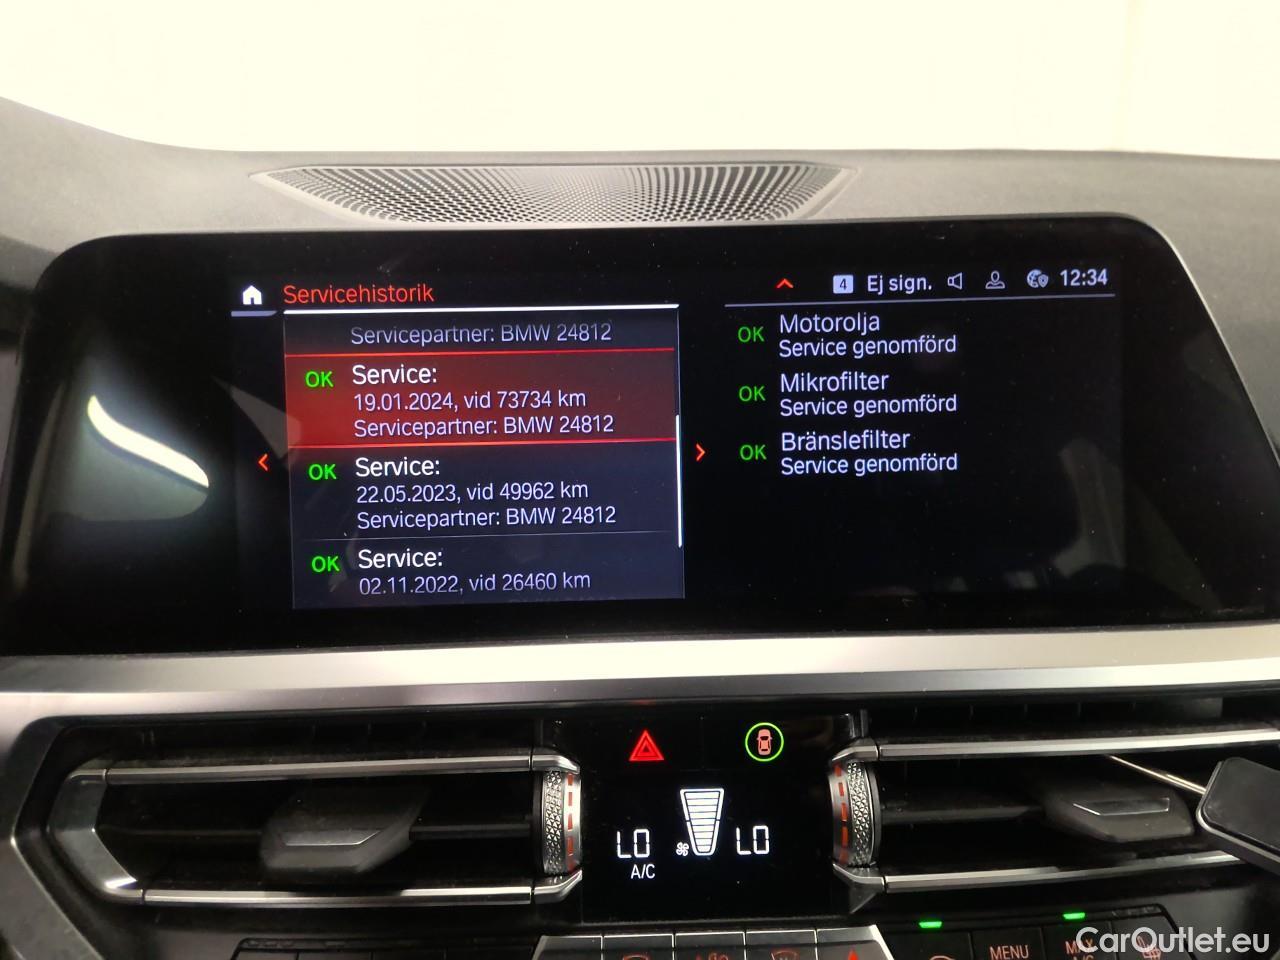 Servicehistorik
4 Ej sign. 12:34
Servicepartner: BMW 24812
OK Service:
19.01.2024, vid 73734 km
Servicepartner: BMW 24812
OK Service:
22.05.2023, vid 49962 km
Servicepartner: BMW 24812
OK Service:
02.11.2022, vid 26460 km
OK Motorolja
Service genomförd
OK Mikrofilter
Service genomförd
OK Bränslefilter
Service genomförd
LO LO
A/C
MENU
MAX
A/C
CarOutlet.eu